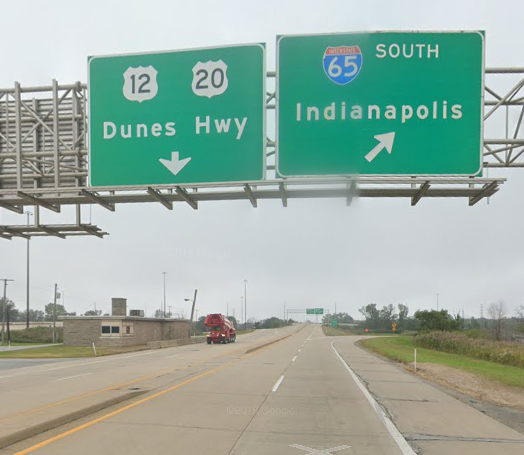 12 20
Dunes Hwy
INTERSTATE
65 SOUTH
Indianapolis